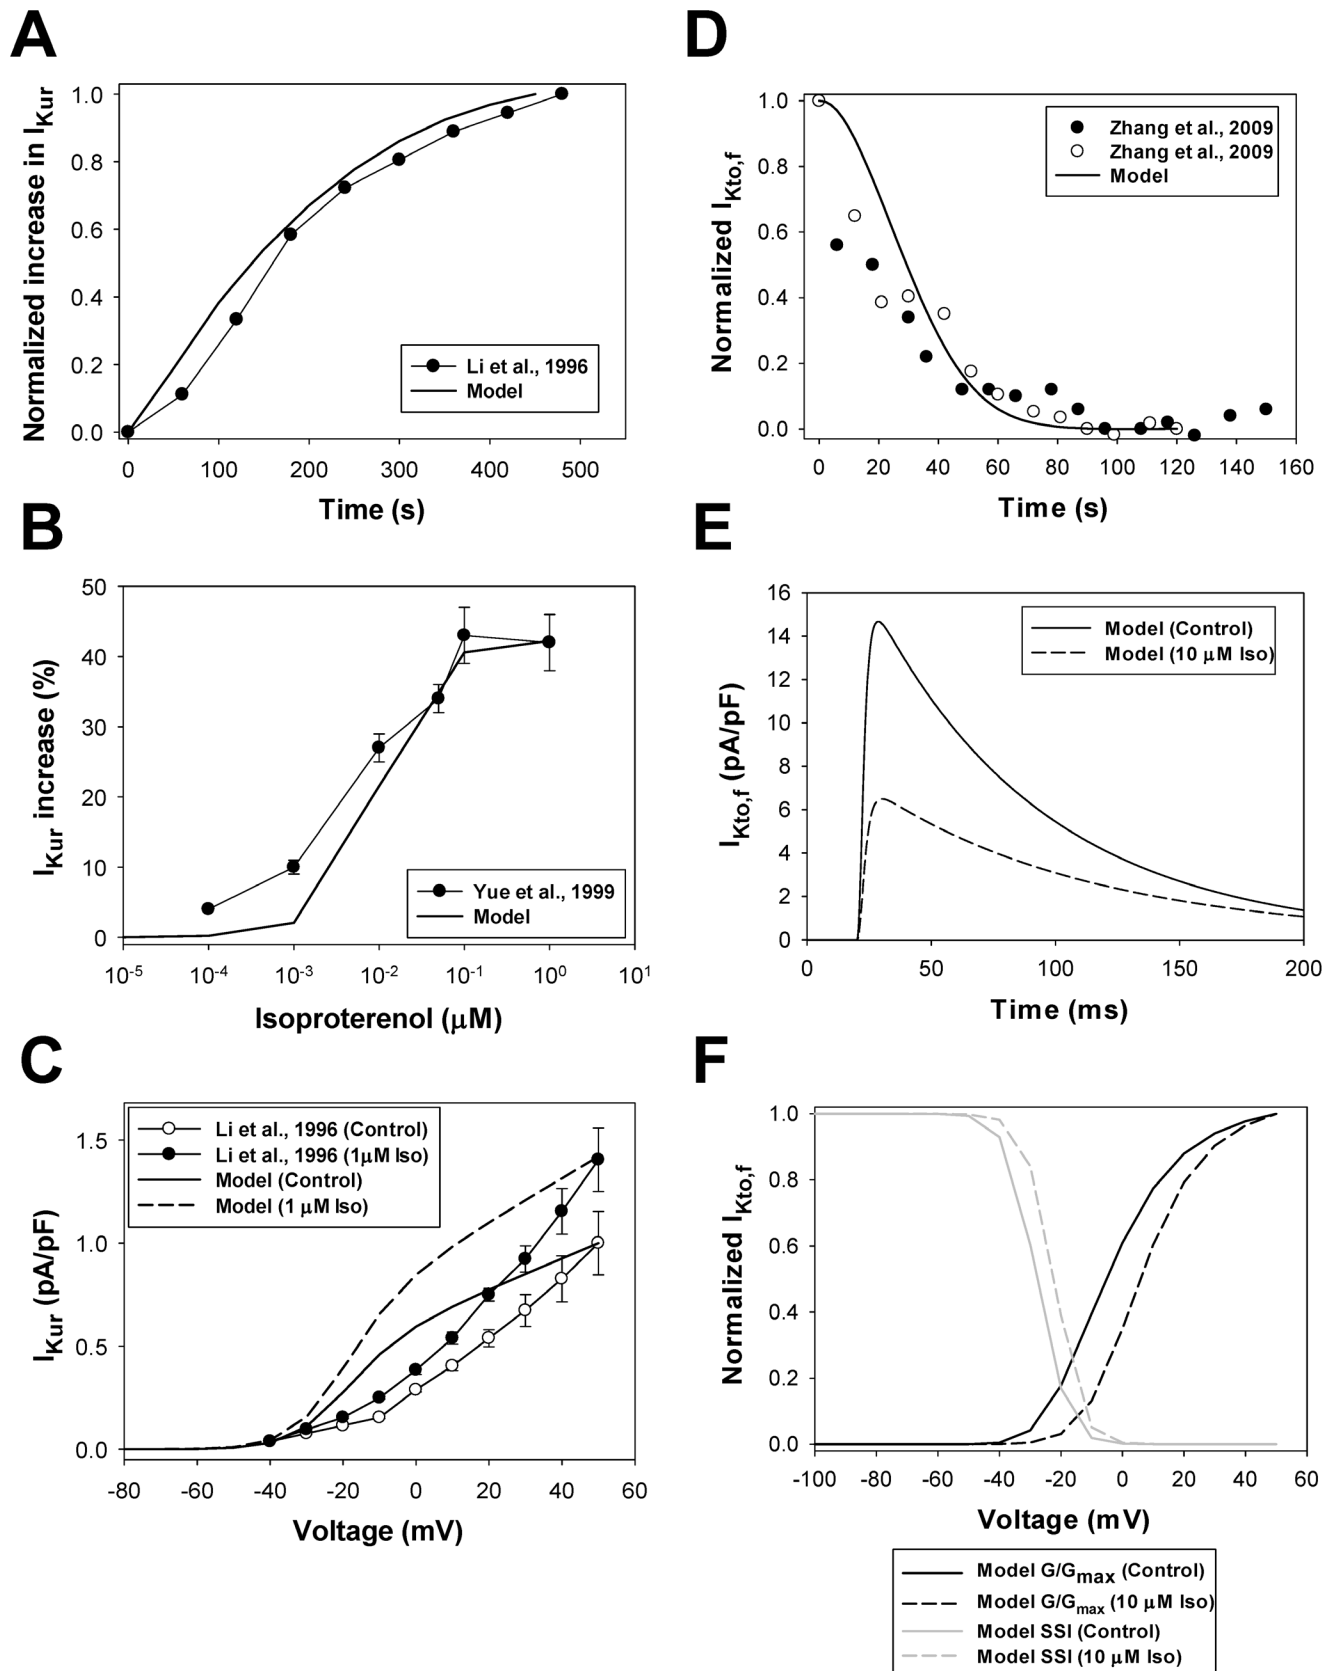 A
Normalized increase in IKur
1.0
0.8
0.6
0.4
0.2
0.0
Li et al., 1996
Model
0 100 200 300 400 500
Time (s)
B
IKur increase (%)
50
40
30
20
10
0
Yue et al., 1999
Model
10-5 10-4 10-3 10-2 10-1 100 101
Isoproterenol (μM)
C
IKur (pA/pF)
1.5
1.0
0.5
0.0
Li et al., 1996 (Control)
Li et al., 1996 (1μM Iso)
Model (Control)
Model (1 μM Iso)
-80 -60 -40 -20 0 20 40 60
Voltage (mV)
D
Normalized IKto,f
1.0
0.8
0.6
0.4
0.2
0.0
Zhang et al., 2009
Zhang et al., 2009
Model
0 20 40 60 80 100 120 140 160
Time (s)
E
IKto,f (pA/pF)
16
14
12
10
8
6
4
2
0
Model (Control)
Model (10 μM Iso)
0 50 100 150 200
Time (ms)
F
Normalized IKto,f
1.0
0.8
0.6
0.4
0.2
0.0
-100 -80 -60 -40 -20 0 20 40 60
Voltage (mV)
Model G/Gmax (Control)
Model G/Gmax (10 μM Iso)
Model SSI (Control)
Model SSI (10 μM Iso)